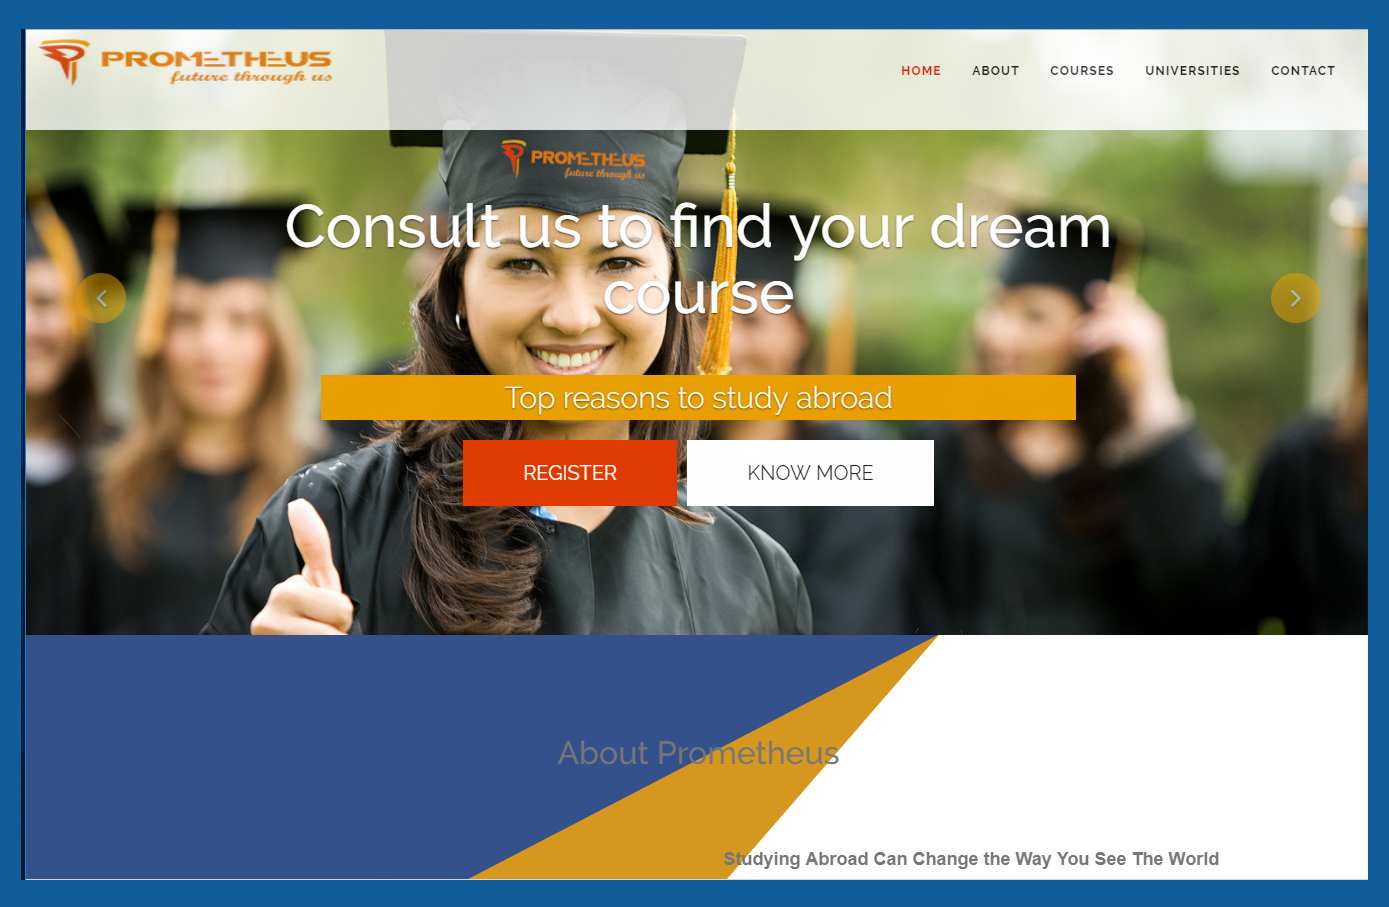 PROMETHEUS
future through us
HOME ABOUT COURSES UNIVERSITIES CONTACT
PROMETHEUS
future through us
Consult us to find your dream
course
Top reasons to study abroad
REGISTER KNOW MORE
About Prometheus
Studying Abroad Can Change the Way You See The World